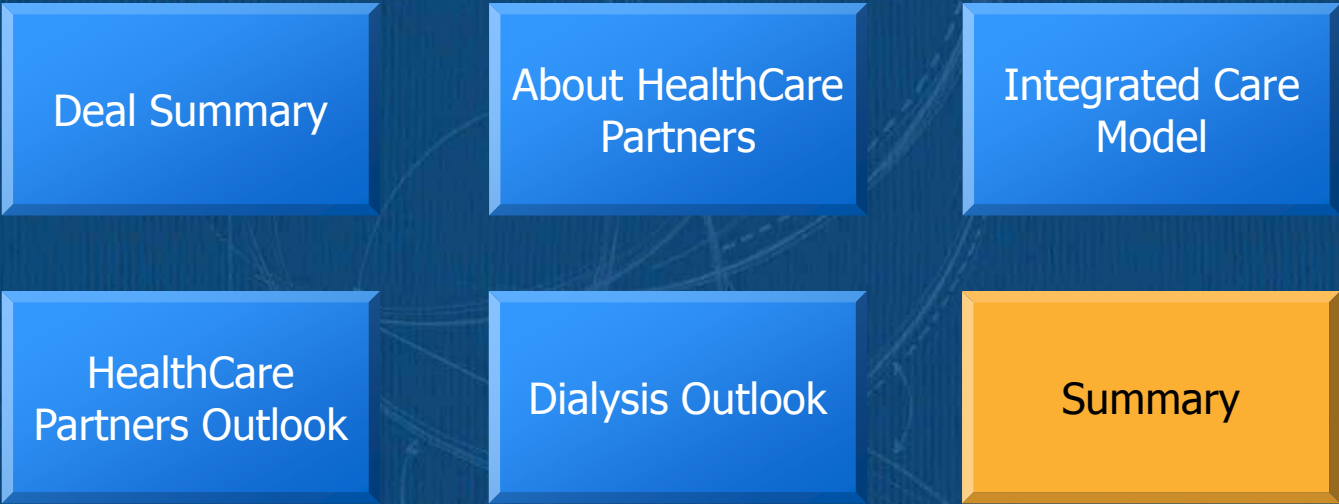 Deal Summary
About HealthCare
Partners
Integrated Care
Model
HealthCare
Partners Outlook
Dialysis Outlook
Summary